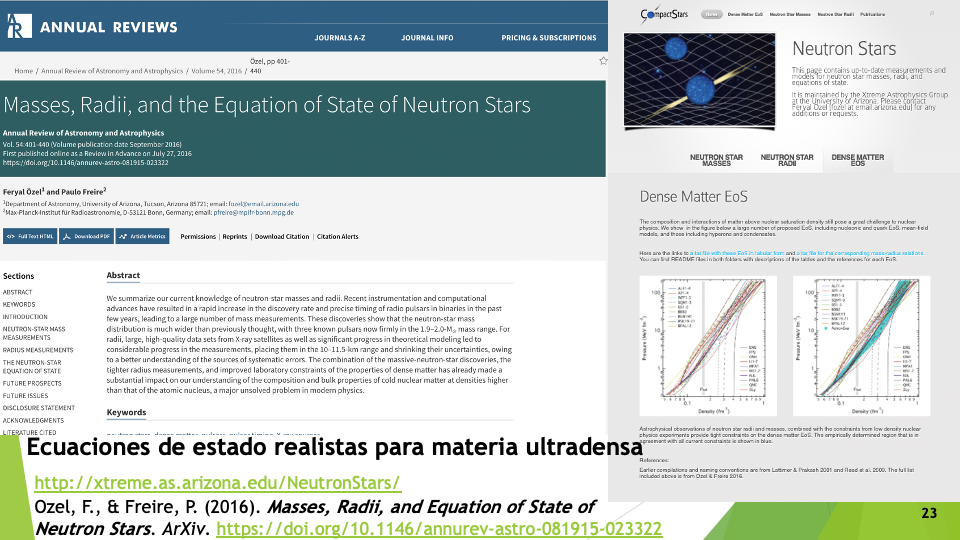 ANNUAL REVIEWS
JOURNALS A-Z JOURNAL INFO PRICING & SUBSCRIPTIONS
Özel, pp 401-
Home / Annual Review of Astronomy and Astrophysics / Volume 54, 2016 / 440
Masses, Radii, and the Equation of State of Neutron Stars
Annual Review of Astronomy and Astrophysics
Vol. 54:401-440 (Volume publication date September 2016)
First published online as a Review in Advance on July 27, 2016
https://doi.org/10.1146/annurev-astro-081915-023322
Feryal Özel1 and Paulo Freire2
1Department of Astronomy, University of Arizona, Tucson, Arizona 85721; email: fozel@email.arizona.edu
2Max-Planck-Institut für Radioastronomie, D-53121 Bonn, Germany; email: pfreire@mpifr-bonn.mpg.de
Full Text HTML Download PDF Article Metrics Permissions | Reprints | Download Citation | Citation Alerts
Sections
ABSTRACT
KEYWORDS
INTRODUCTION
NEUTRON-STAR MASS
MEASUREMENTS
RADIUS MEASUREMENTS
THE NEUTRON-STAR
EQUATION OF STATE
FUTURE PROSPECTS
FUTURE ISSUES
DISCLOSURE STATEMENT
ACKNOWLEDGMENTS
LITERATURE CITED
Abstract
We summarize our current knowledge of neutron-star masses and radii. Recent instrumentation and computational
advances have resulted in a rapid increase in the discovery rate and precise timing of radio pulsars in binaries in the past
few years, leading to a large number of mass measurements. These discoveries show that the neutron-star mass
distribution is much wider than previously thought, with three known pulsars now firmly in the 1.9–2.0-M☉ mass range. For
radii, large, high-quality data sets from X-ray satellites as well as significant progress in theoretical modeling led to
considerable progress in the measurements, placing them in the 10–11.5-km range and shrinking their uncertainties, owing
to a better understanding of the sources of systematic errors. The combination of the massive-neutron-star discoveries, the
tighter radius measurements, and improved laboratory constraints of the properties of dense matter has already made a
substantial impact on our understanding of the composition and bulk properties of cold nuclear matter at densities higher
than that of the atomic nucleus, a major unsolved problem in modern physics.
Keywords
CompactStars
Home Dense Matter EoS Neutron Star Masses Neutron Star Radii Publications
Neutron Stars
This page contains up-to-date measurements and
models for neutron star masses, radii, and
equations of state.
It is maintained by the Xtreme Astrophysics Group
at the University of Arizona. Please contact
Feryal Özel (fozel at email.arizona.edu) for any
additions or requests.
NEUTRON STAR
MASSES
NEUTRON STAR
RADII
DENSE MATTER
EOS
Dense Matter EoS
The composition and interactions of matter above nuclear saturation density still pose a great challenge to nuclear
physics. We show in the figure below a large number of proposed EoS, including nucleonic and quark EoS, mean-field
models, and those including hyperons and condensates.
Here are the links to a tar file with these EoS in tabular form and a tar file for the corresponding mass-radius relations.
You can find README files in both folders with descriptions of the tables and the references for each EoS.
Pressure (MeV fm-3)
100
10
1
0.1 1
Density (fm-3)
100
10
1
0.1 1
Density (fm-3)
Astrophysical observations of neutron star radii and masses, combined with the constraints from low density nuclear
physics experiments provide tight constraints on the dense matter EoS. The empirically determined region that is in
agreement with all current constraints is shown in blue.
References:
Earlier compilations and naming conventions are from Lattimer & Prakash 2001 and Read et al. 2009. The full list
included above is from Özel & Freire 2016.
Ecuaciones de estado realistas para materia ultradensa
http://xtreme.as.arizona.edu/NeutronStars/
Ozel, F., & Freire, P. (2016). Masses, Radii, and Equation of State of
Neutron Stars. ArXiv. https://doi.org/10.1146/annurev-astro-081915-023322
23